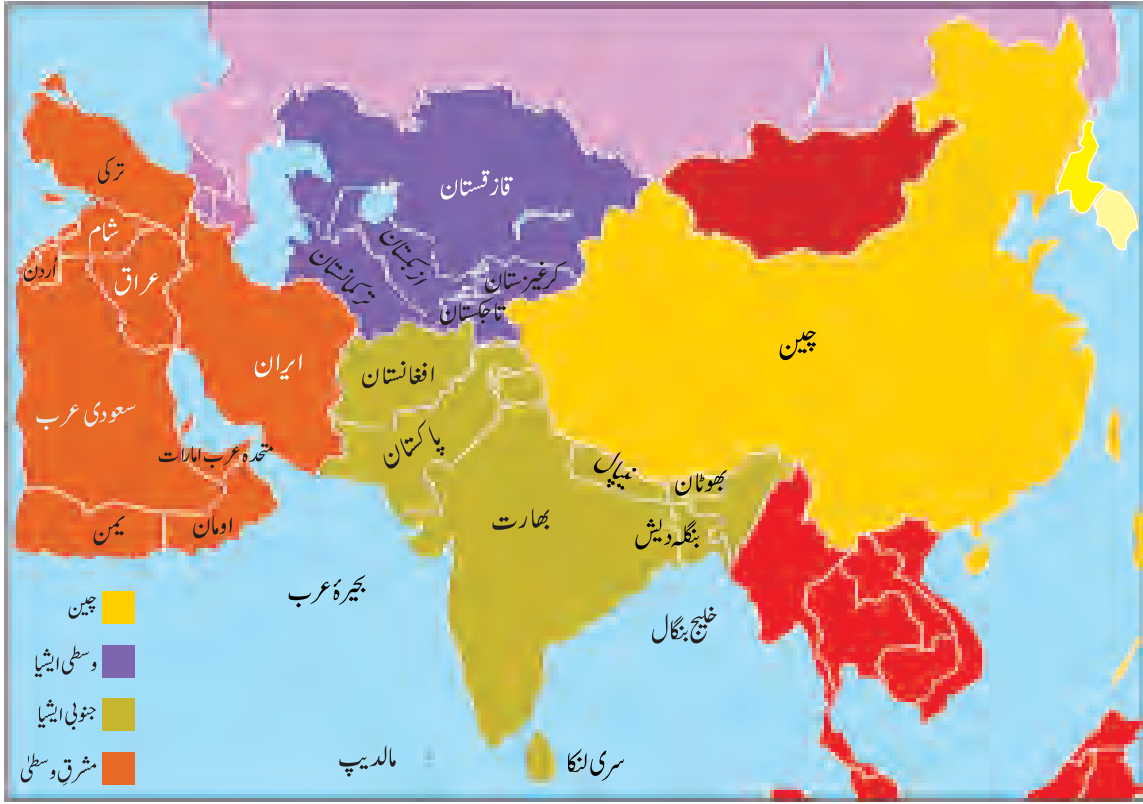 ترکی
قازقستان
شام
ازبکستان
اُردن
عراق
ترکمانستان
کرغیزستان
تاجکستان
چین
ایران
افغانستان
سعودی عرب
پاکستان
متحدہ عرب امارات
نیپال
بھوٹان
یمن
اومان
بھارت
بنگلہ دیش
بحیرۂ عرب
خلیج بنگال
مالدیپ
سری لنکا
چین
وسطی ایشیا
جنوبی ایشیا
مشرقِ وسطیٰ